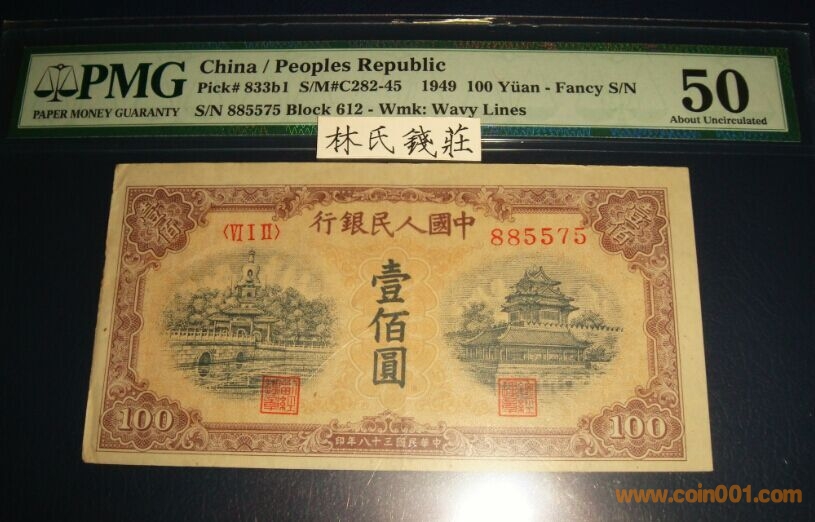 PMG
PAPER MONEY GUARANTY
China / Peoples Republic
Pick# 833b1 S/M#C282-45 1949 100 Yüan - Fancy S/N
S/N 885575 Block 612 - Wmk: Wavy Lines
50
About Uncirculated
林氏錢莊
壹佰
行銀民人國中
壹佰
〈VI I II〉
885575
壹佰圓
100
印年八十三國民華中
100
www.coin001.com